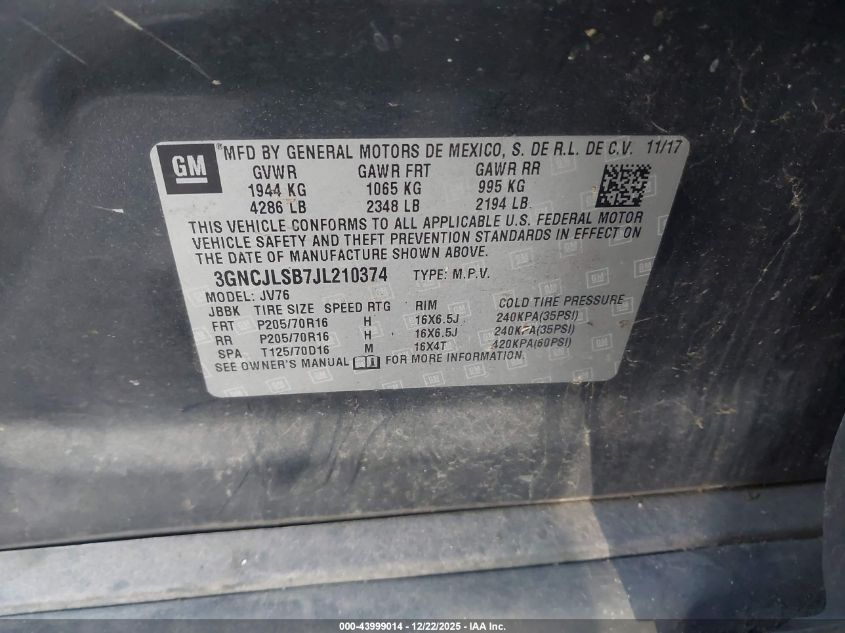 GM MFD BY GENERAL MOTORS DE MEXICO, S. DE R.L. DE C.V. 11/17
GVWR GAWR FRT GAWR RR
1944 KG 1065 KG 995 KG
4286 LB 2348 LB 2194 LB
THIS VEHICLE CONFORMS TO ALL APPLICABLE U.S. FEDERAL MOTOR
VEHICLE SAFETY AND THEFT PREVENTION STANDARDS IN EFFECT ON
THE DATE OF MANUFACTURE SHOWN ABOVE.
3GNCJLSB7JL210374 TYPE: M.P.V.
MODEL: JV76
JBBK TIRE SIZE SPEED RTG RIM COLD TIRE PRESSURE
FRT P205/70R16 H 16X6.5J 240KPA(35PSI)
RR P205/70R16 H 16X6.5J 240KPA(35PSI)
SPA T125/70D16 M 16X4T 420KPA(60PSI)
SEE OWNER'S MANUAL FOR MORE INFORMATION.
000-43999014 - 12/22/2025 - IAA Inc.